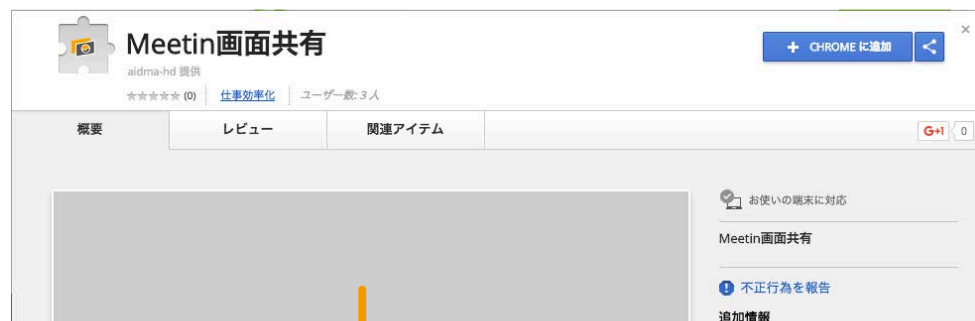 Meetin画面共有
aidma-hd 提供
(0) 仕事効率化 ユーザー数: 3 人
+ CHROME に追加
×
概要 レビュー 関連アイテム
G+1 0
お使いの端末に対応
Meetin画面共有
不正行為を報告
追加情報